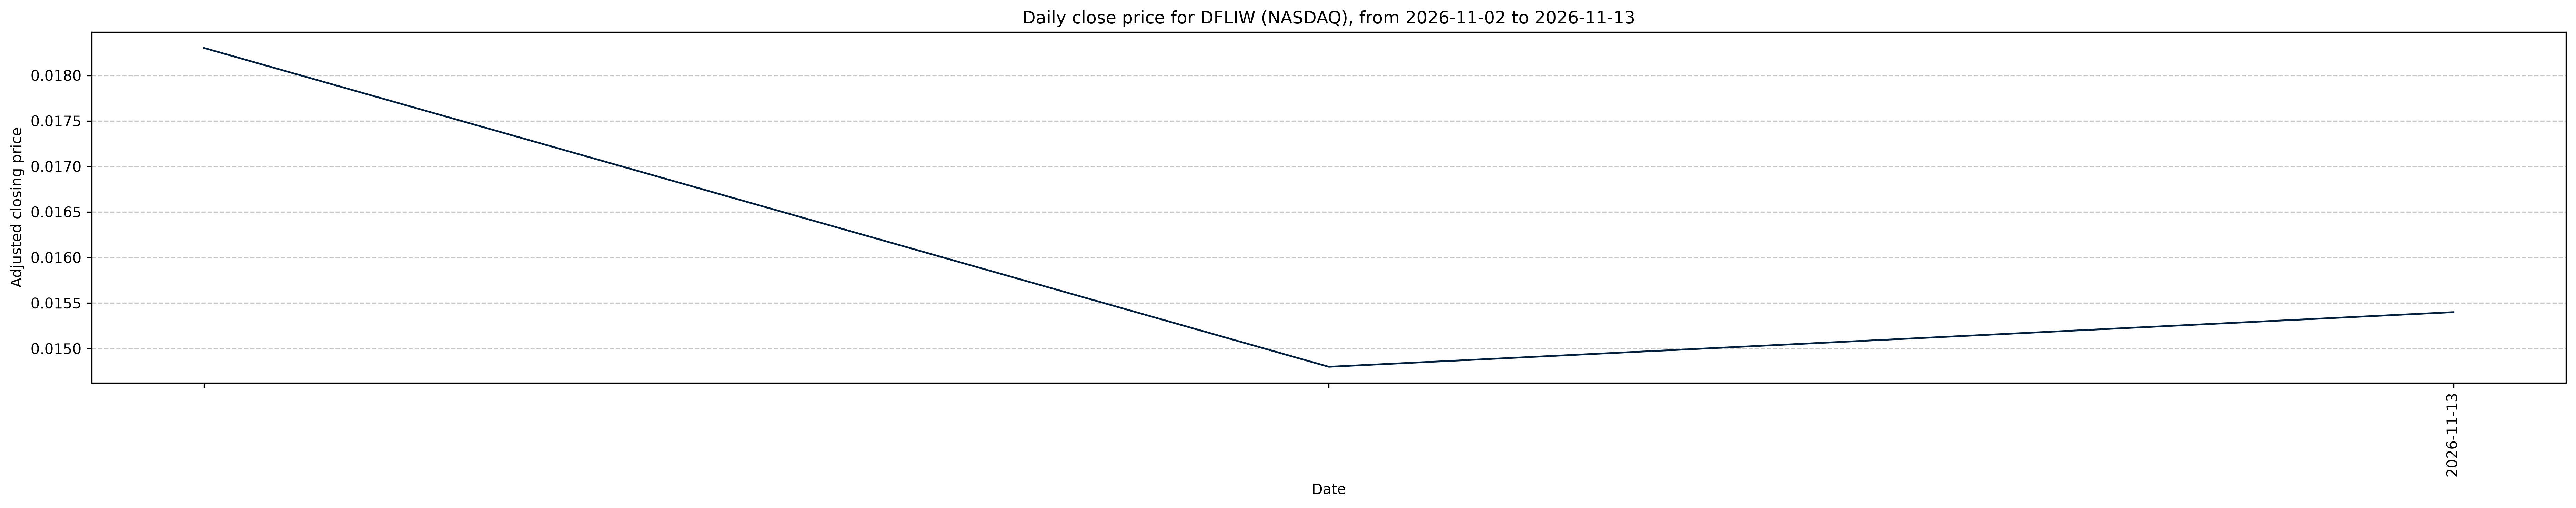 Daily close price for DFLIW (NASDAQ), from 2026-11-02 to 2026-11-13
Adjusted closing price
0.0180
0.0175
0.0170
0.0165
0.0160
0.0155
0.0150
2026-11-13
Date